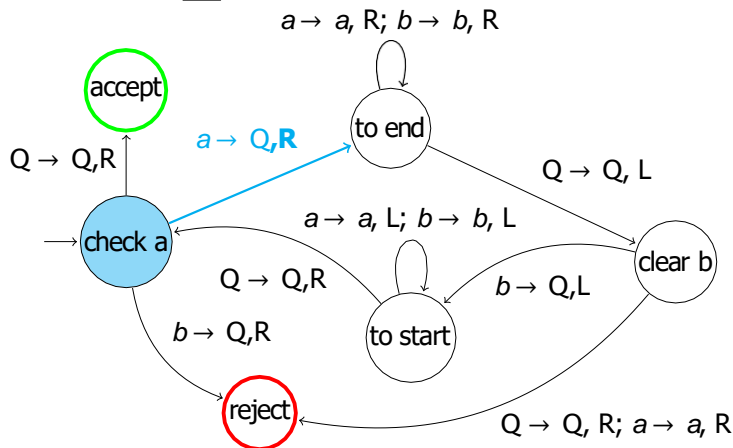 a → a, R; b → b, R
accept
to end
a → Q,R
Q → Q,R
Q → Q, L
a → a, L; b → b, L
check a
clear b
Q → Q,R
b → Q,L
b → Q,R
to start
reject
Q → Q, R; a → a, R